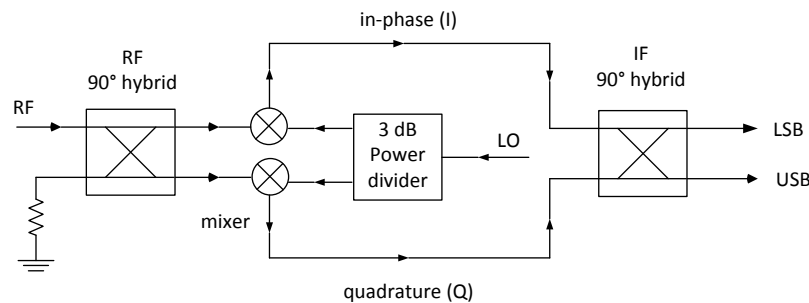 in-phase (I)
RF
90° hybrid
IF
90° hybrid
RF
3 dB
Power
divider
LO
LSB
USB
mixer
quadrature (Q)